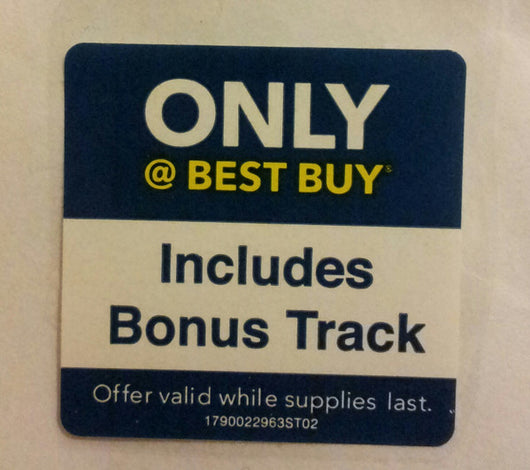 ONLY
@ BEST BUY®
Includes
Bonus Track
Offer valid while supplies last.
1790022963ST02